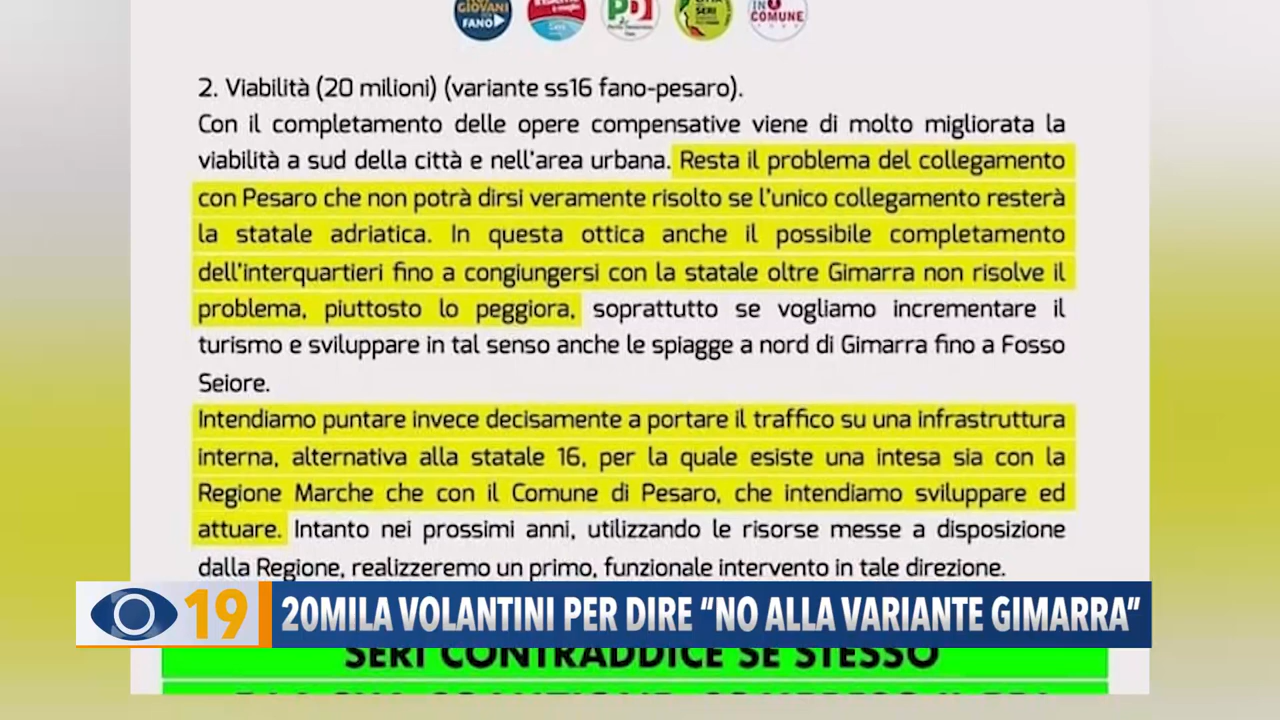 GIOVANI
FANO
PD
SERI
IN
COMUNE
2. Viabilità (20 milioni) (variante ss16 fano-pesaro).
Con il completamento delle opere compensative viene di molto migliorata la
viabilità a sud della città e nell'area urbana. Resta il problema del collegamento
con Pesaro che non potrà dirsi veramente risolto se l'unico collegamento resterà
la statale adriatica. In questa ottica anche il possibile completamento
dell'interquartieri fino a congiungersi con la statale oltre Gimarra non risolve il
problema, piuttosto lo peggiora, soprattutto se vogliamo incrementare il
turismo e sviluppare in tal senso anche le spiagge a nord di Gimarra fino a Fosso
Seiore.
Intendiamo puntare invece decisamente a portare il traffico su una infrastruttura
interna, alternativa alla statale 16, per la quale esiste una intesa sia con la
Regione Marche che con il Comune di Pesaro, che intendiamo sviluppare ed
attuare. Intanto nei prossimi anni, utilizzando le risorse messe a disposizione
dalla Regione, realizzeremo un primo, funzionale intervento in tale direzione.
19
20MILA VOLANTINI PER DIRE “NO ALLA VARIANTE GIMARRA”
SERI CONTRADDICE SE STESSO